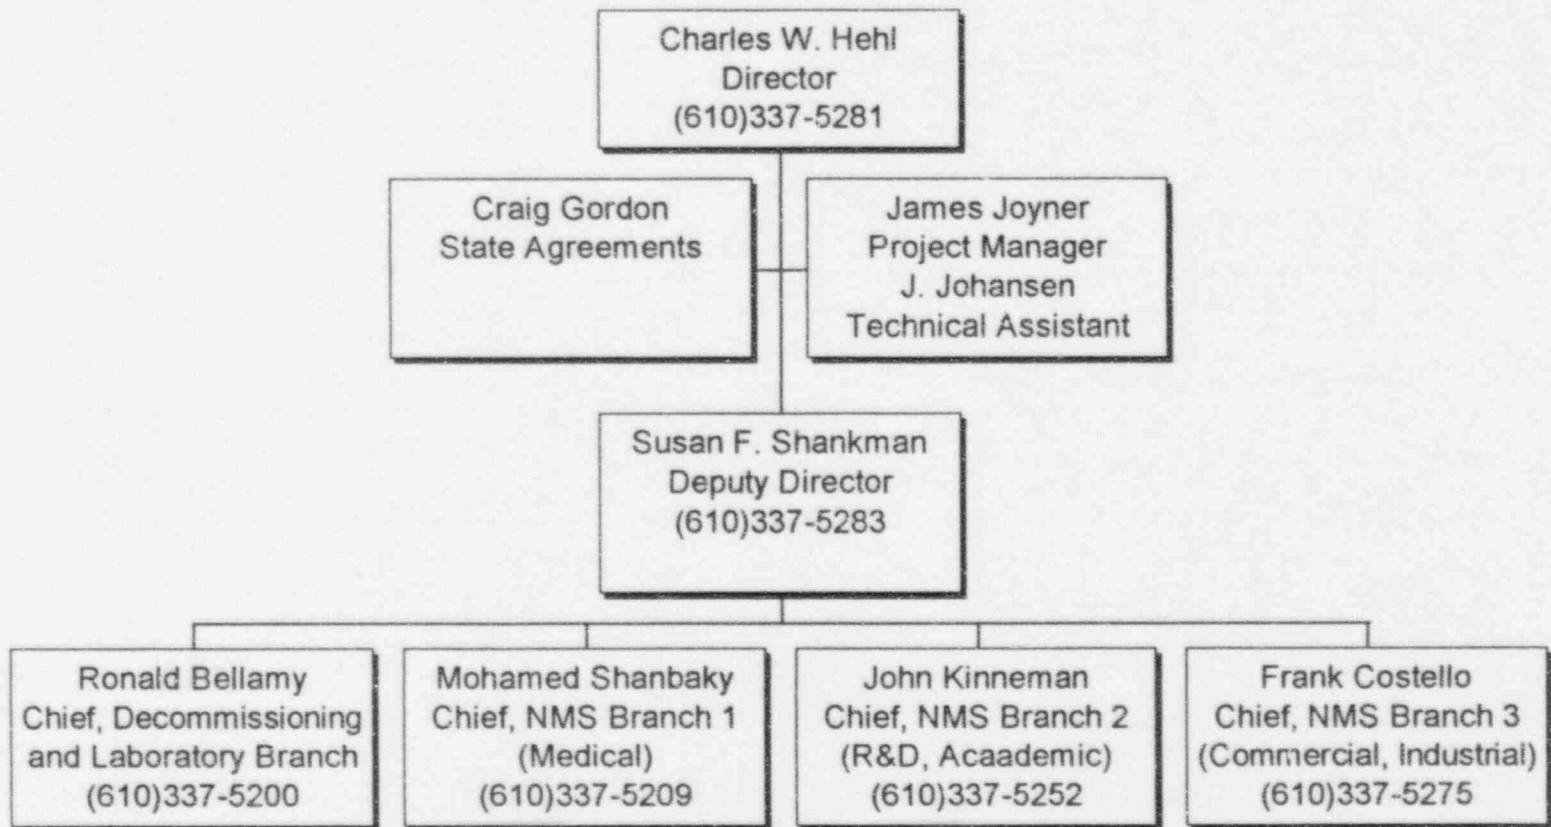 Charles W. Hehl
Director
(610)337-5281
Craig Gordon
State Agreements
James Joyner
Project Manager
J. Johansen
Technical Assistant
Susan F. Shankman
Deputy Director
(610)337-5283
Ronald Bellamy
Chief, Decommissioning
and Laboratory Branch
(610)337-5200
Mohamed Shanbaky
Chief, NMS Branch 1
(Medical)
(610)337-5209
John Kinneman
Chief, NMS Branch 2
(R&D, Acaademic)
(610)337-5252
Frank Costello
Chief, NMS Branch 3
(Commercial, Industrial)
(610)337-5275